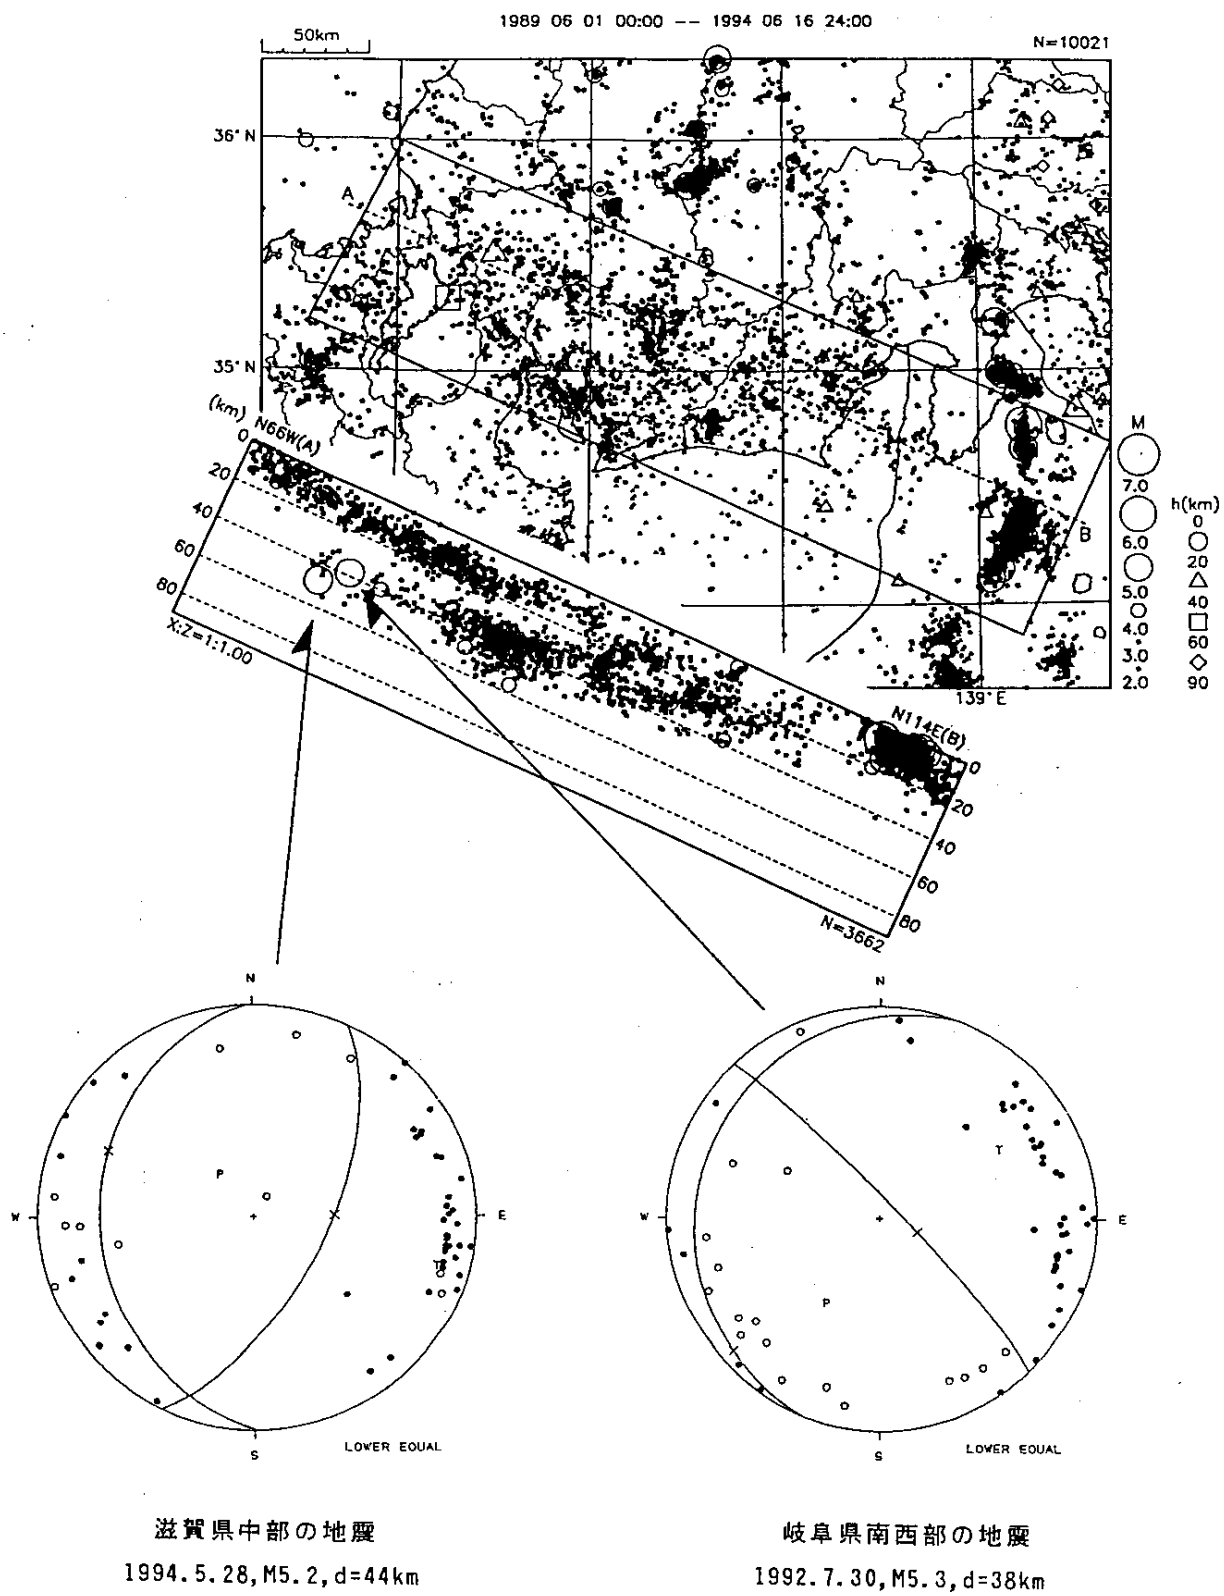 1989 06 01 00:00 -- 1994 06 16 24:00
50km
N=10021
36°N
A
35°N
(km)
N66W(A)
0
20
40
60
80
X:Z=1:1.00
B
M
7.0
6.0
5.0
4.0
3.0
2.0
h(km)
0
20
40
60
90
139°E
N114E(B)
0
20
40
60
80
N=3662
N
W
P
E
T
S
LOWER EQUAL
N
T
W
E
P
S
LOWER EQUAL
滋賀県中部の地震
1994.5.28,M5.2,d=44km
岐阜県南西部の地震
1992.7.30,M5.3,d=38km